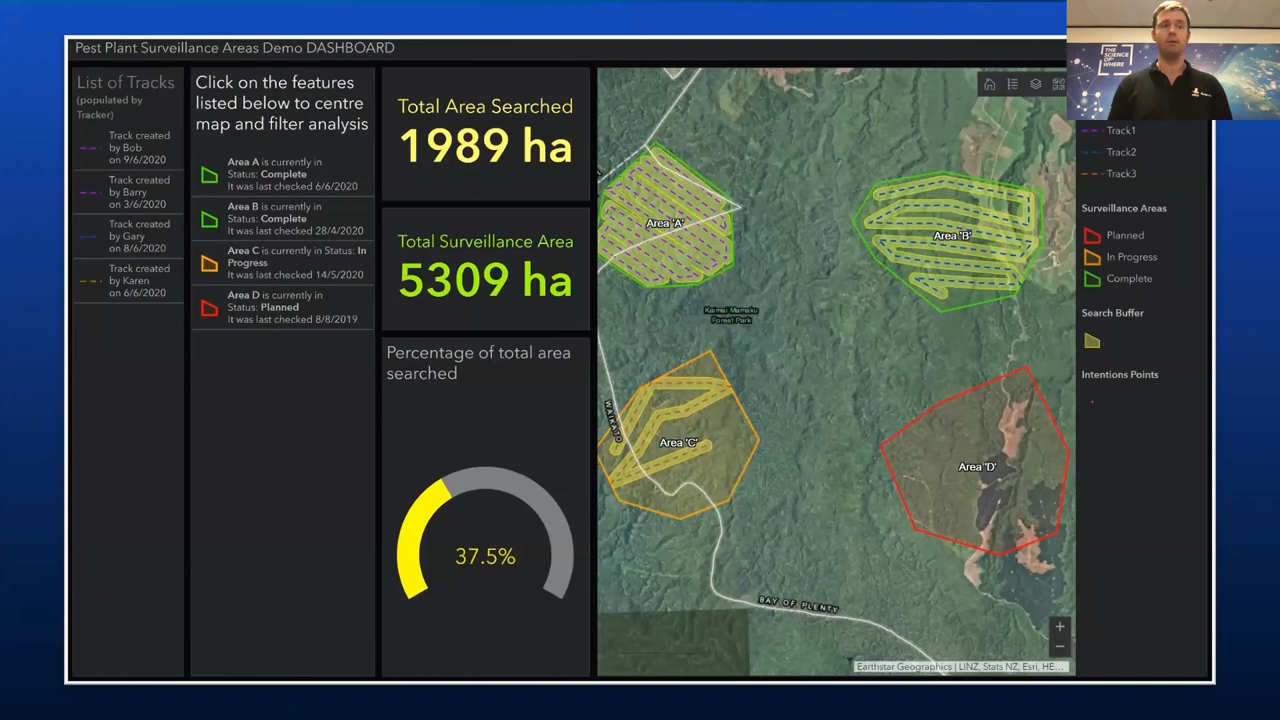 Pest Plant Surveillance Areas Demo DASHBOARD
List of Tracks
(populated by
Tracker)
Track created
by Bob
on 9/6/2020
Track created
by Barry
on 3/6/2020
Track created
by Gary
on 8/6/2020
Track created
by Karen
on 6/6/2020
Click on the features
listed below to centre
map and filter analysis
Area A is currently in
Status: Complete
It was last checked 6/6/2020
Area B is currently in
Status: Complete
It was last checked 28/4/2020
Area C is currently in Status: In
Progress
It was last checked 14/5/2020
Area D is currently in
Status: Planned
It was last checked 8/8/2019
Total Area Searched
1989 ha
Total Surveillance Area
5309 ha
Percentage of total area
searched
37.5%
Area 'A'
Area 'B'
Kaimai Mamaku
Forest Park
WAIKATO
Area 'C'
Area 'D'
BAY OF PLENTY
+
−
Earthstar Geographics | LINZ, Stats NZ, Esri, HE...
THE
SCIENCE
OF
WHERE
Track1
Track2
Track3
Surveillance Areas
Planned
In Progress
Complete
Search Buffer
Intentions Points